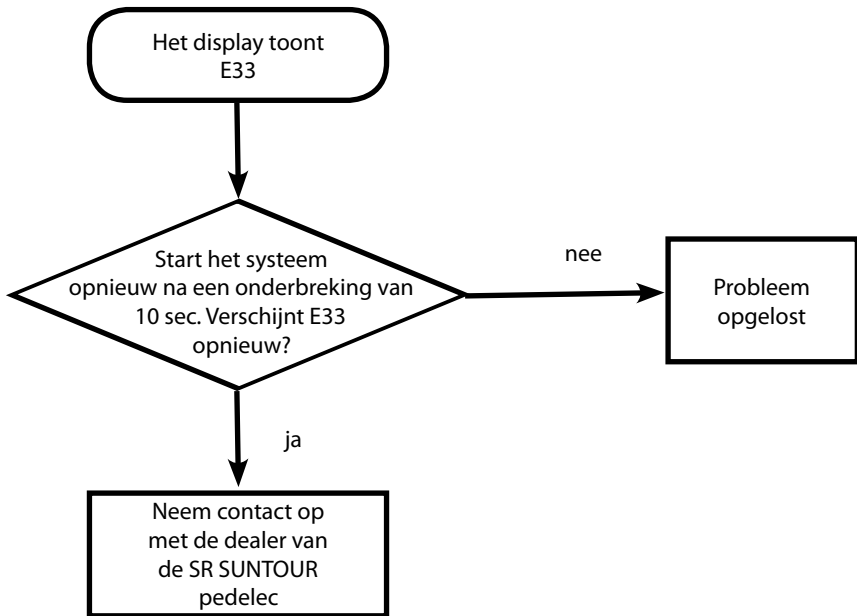 Het display toont
E33
Start het systeem
opnieuw na een onderbreking van
10 sec. Verschijnt E33
opnieuw?
nee
Probleem
opgelost
ja
Neem contact op
met de dealer van
de SR SUNTOUR
pedelec